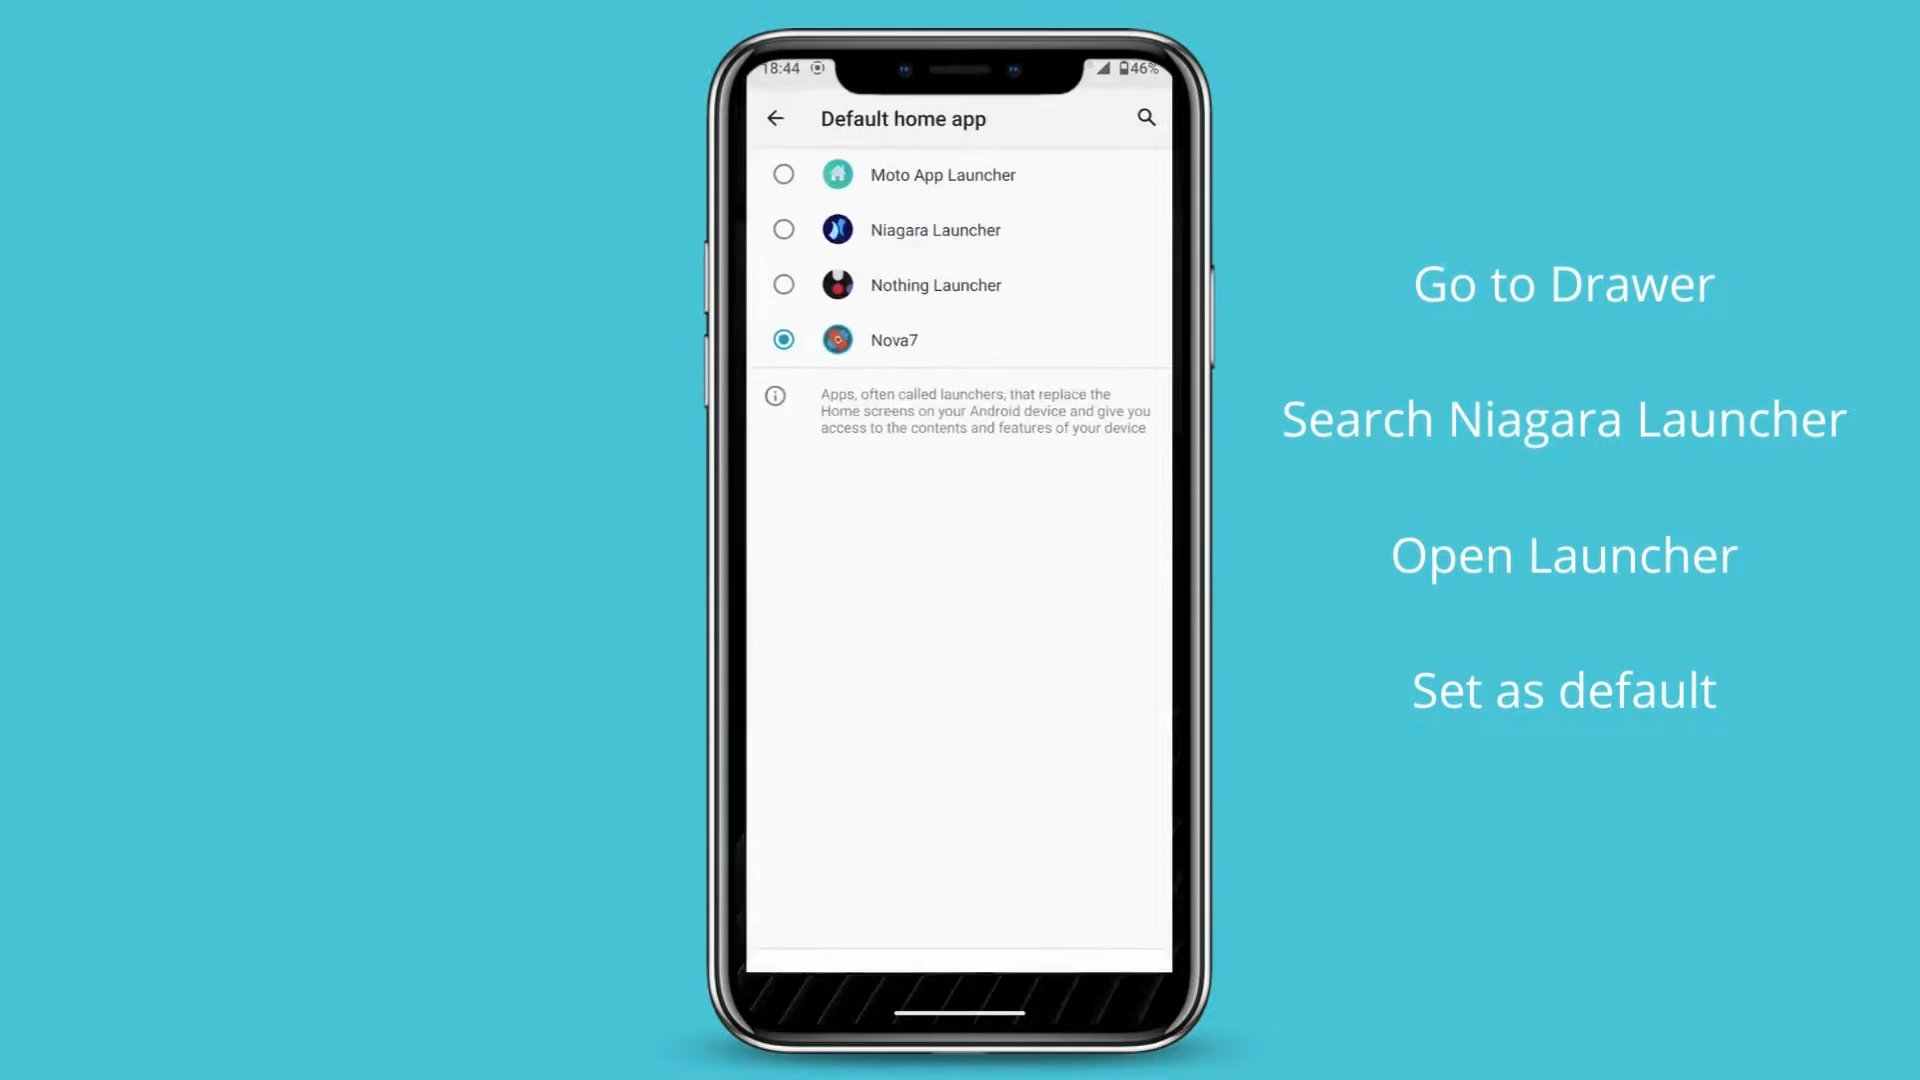 18:44
46%
Default home app
Moto App Launcher
Niagara Launcher
Nothing Launcher
Nova7
Apps, often called launchers, that replace the
Home screens on your Android device and give you
access to the contents and features of your device
Go to Drawer
Search Niagara Launcher
Open Launcher
Set as default